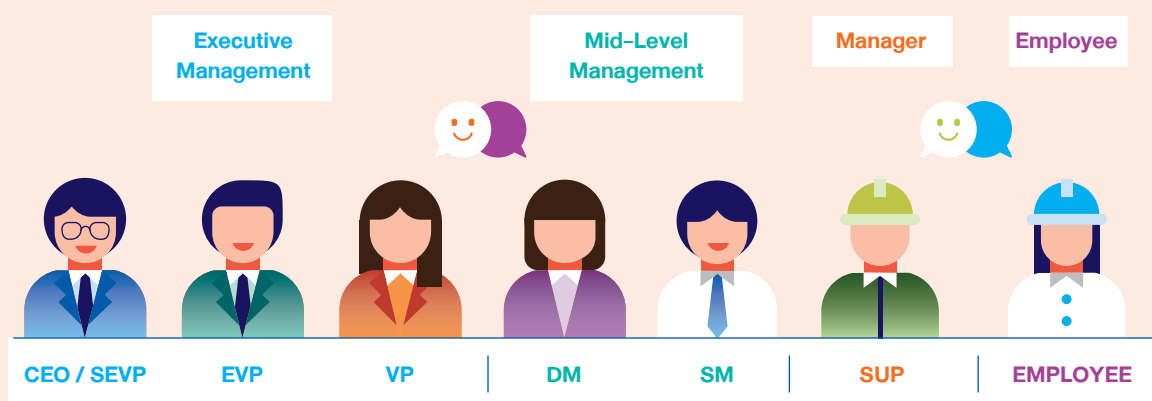 Executive
Management
Mid-Level
Management
Manager
Employee
CEO / SEVP
EVP
VP
DM
SM
SUP
EMPLOYEE